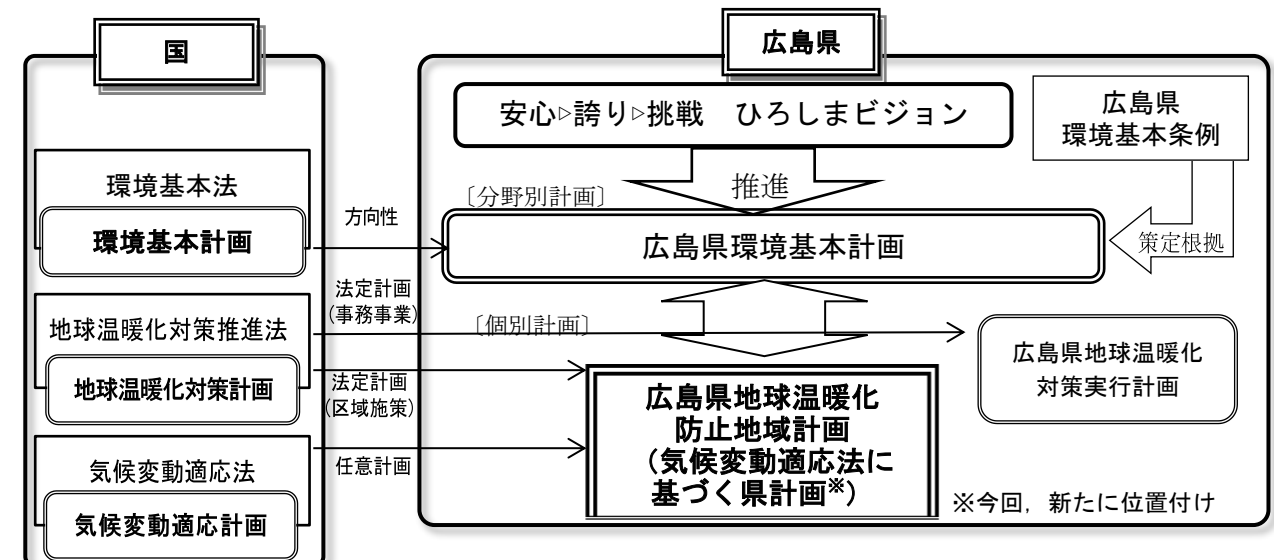 国
環境基本法
環境基本計画
地球温暖化対策推進法
地球温暖化対策計画
気候変動適応法
気候変動適応計画
方向性
法定計画
(事務事業)
法定計画
(区域施策)
任意計画
広島県
安心▷誇り▷挑戦　ひろしまビジョン
広島県
環境基本条例
推進
〔分野別計画〕
広島県環境基本計画
策定根拠
〔個別計画〕
広島県地球温暖化
対策実行計画
広島県地球温暖化
防止地域計画
（気候変動適応法に
基づく県計画※）
※今回，新たに位置付け